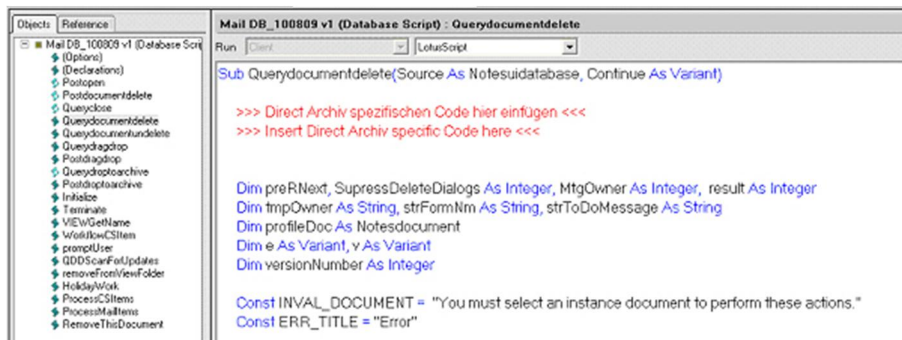 Objects
Reference
Mail DB_100809 v1 (Database Scri
(Options)
(Declarations)
Postopen
Postdocumentdelete
Queryclose
Querydocumentdelete
Querydocumentundelete
Querydragdrop
Postdragdrop
Querydroptoarchive
Postdroptoarchive
Initialize
Terminate
VIEWGetName
WorkflowCSItem
promptUser
QDDScanForUpdates
removeFromViewFolder
HolidayWork
ProcessCSItems
ProcessMailItems
RemoveThisDocument
Mail DB_100809 v1 (Database Script) : Querydocumentdelete
Run Client LotusScript
Sub Querydocumentdelete(Source As Notesuidatabase, Continue As Variant)
>>> Direct Archiv spezifischen Code hier einfügen <<<
>>> Insert Direct Archiv specific Code here <<<
Dim preRNext, SupressDeleteDialogs As Integer, MtgOwner As Integer, result As Integer
Dim tmpOwner As String, strFormNm As String, strToDoMessage As String
Dim profileDoc As Notesdocument
Dim e As Variant, v As Variant
Dim versionNumber As Integer
Const INVAL_DOCUMENT = "You must select an instance document to perform these actions."
Const ERR_TITLE = "Error"